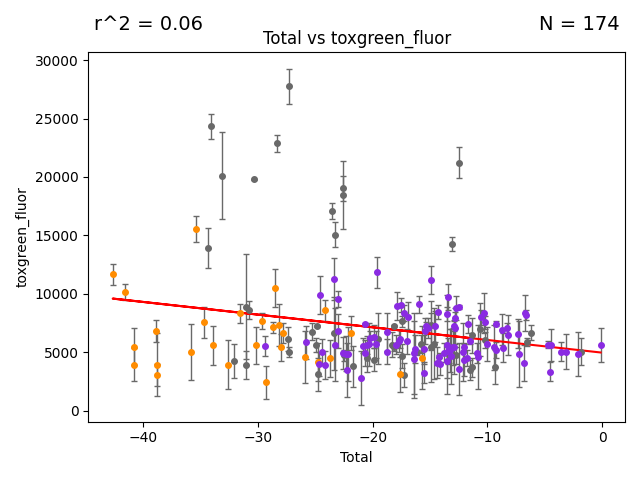 r^2 = 0.06
N = 174
Total vs toxgreen_fluor
30000
25000
20000
15000
10000
5000
0
toxgreen_fluor
−40
−30
−20
−10
0
Total